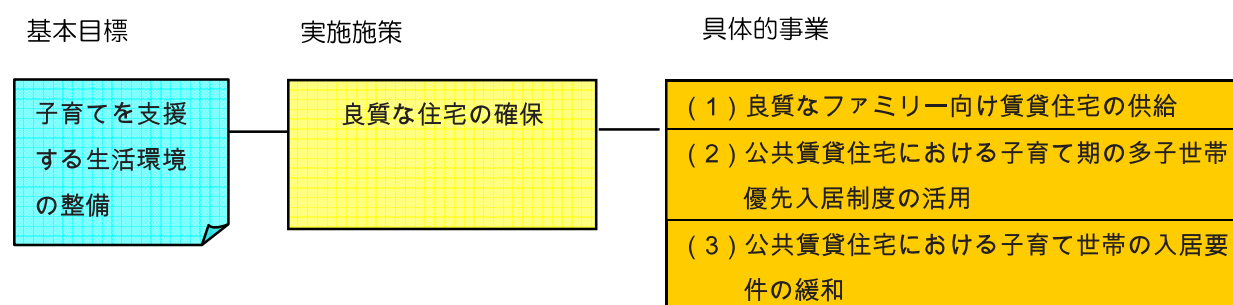 基本目標
実施施策
具体的事業
子育てを支援
する生活環境
の整備
良質な住宅の確保
(1)良質なファミリー向け賃貸住宅の供給
(2)公共賃貸住宅における子育て期の多子世帯
優先入居制度の活用
(3)公共賃貸住宅における子育て世帯の入居要
件の緩和